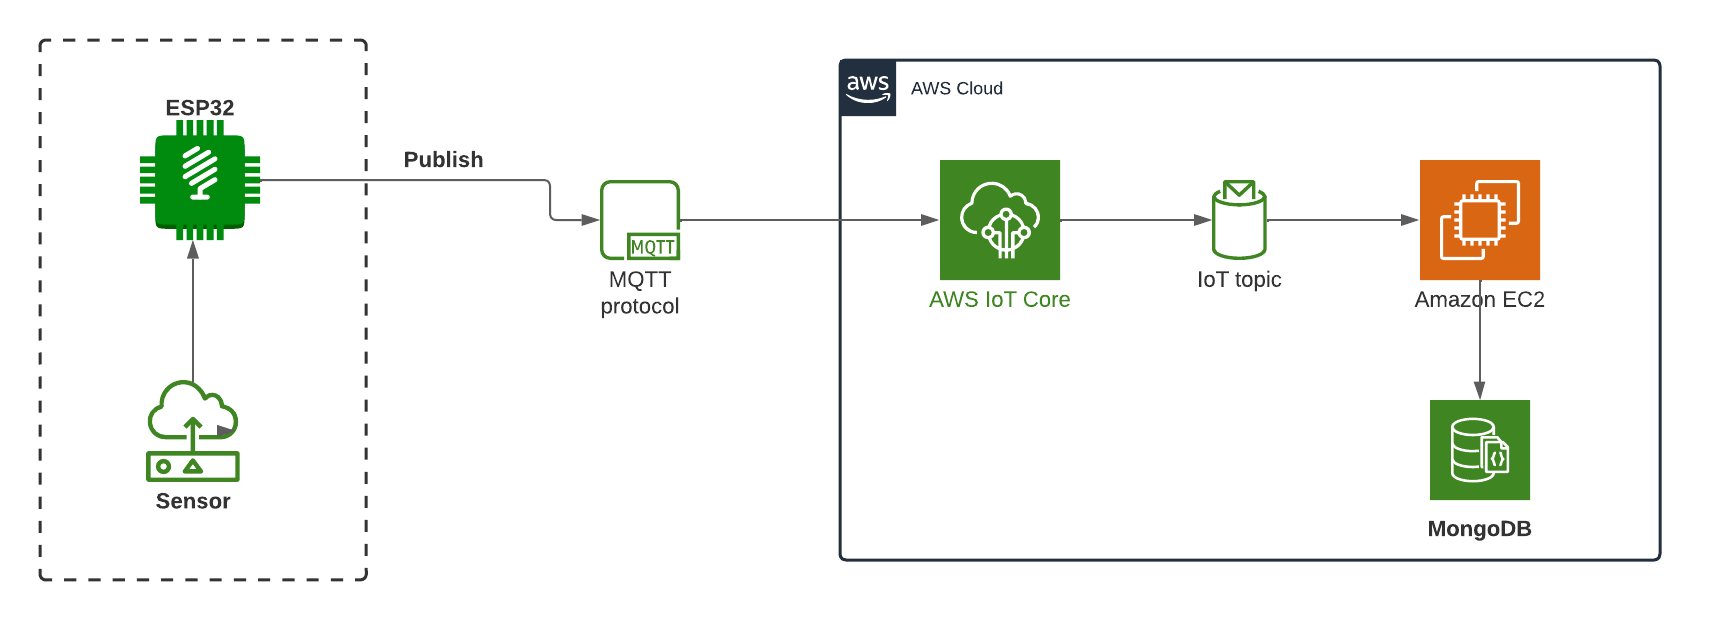 ESP32
Publish
MQTT
MQTT
protocol
Sensor
aws
AWS Cloud
AWS IoT Core
IoT topic
Amazon EC2
MongoDB